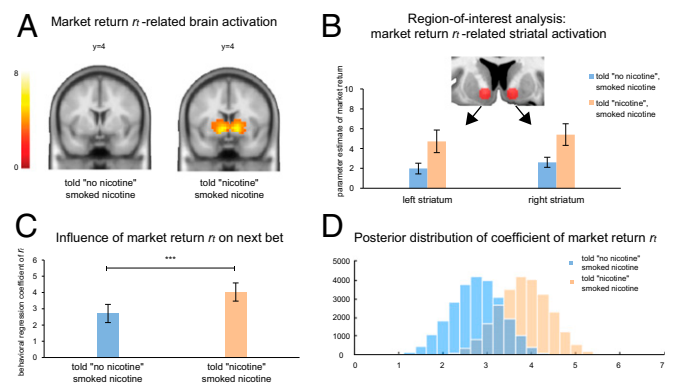 A
Market return rt -related brain activation
y=4
y=4
8
0
told "no nicotine"
smoked nicotine
told "nicotine"
smoked nicotine
B
Region-of-interest analysis:
market return rt -related striatal activation
parameter estimate of market return
10
8
6
4
2
0
told "no nicotine",
smoked nicotine
told "nicotine",
smoked nicotine
left striatum
right striatum
C
Influence of market return rt on next bet
behavioral regression coefficient of rt
6
5
4
3
2
1
0
***
told "no nicotine"
smoked nicotine
told "nicotine"
smoked nicotine
D
Posterior distribution of coefficient of market return rt
5000
4000
3000
2000
1000
0
told "no nicotine"
smoked nicotine
told "nicotine"
smoked nicotine
0 1 2 3 4 5 6 7